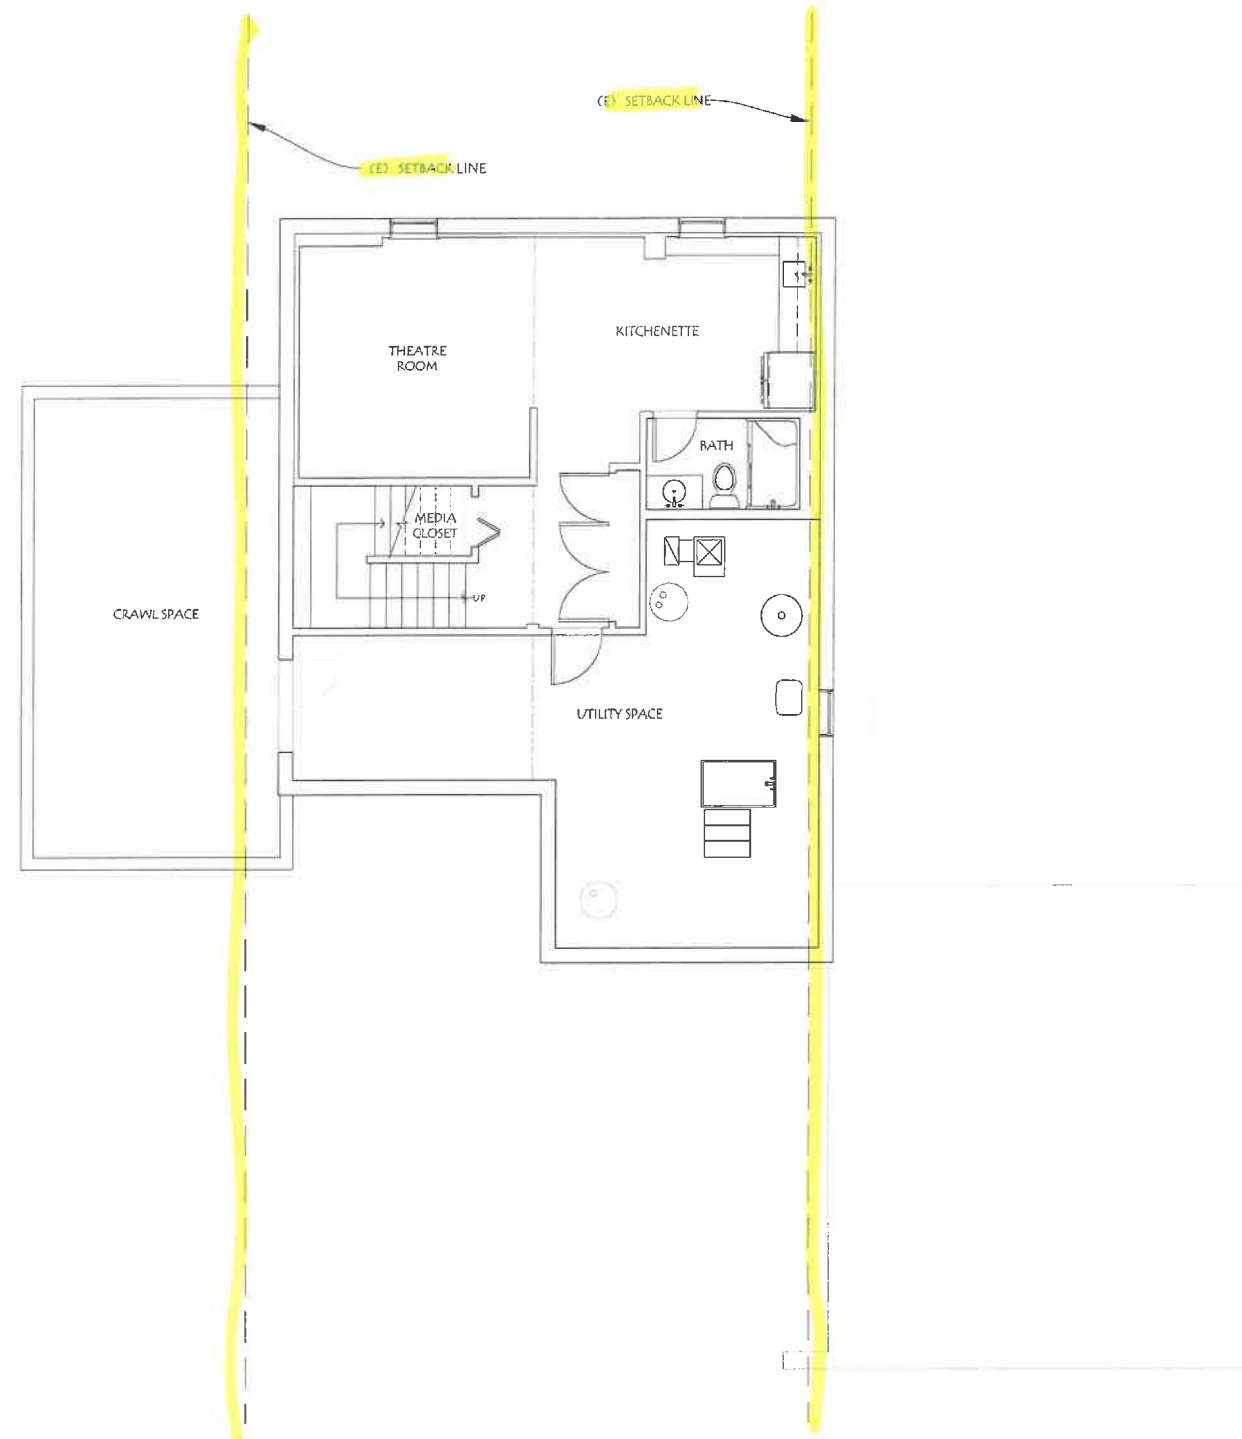 (E) SETBACK LINE
(E) SETBACK LINE
KITCHENETTE
THEATRE
ROOM
BATH
MEDIA
CLOSET
UP
CRAWL SPACE
UTILITY SPACE